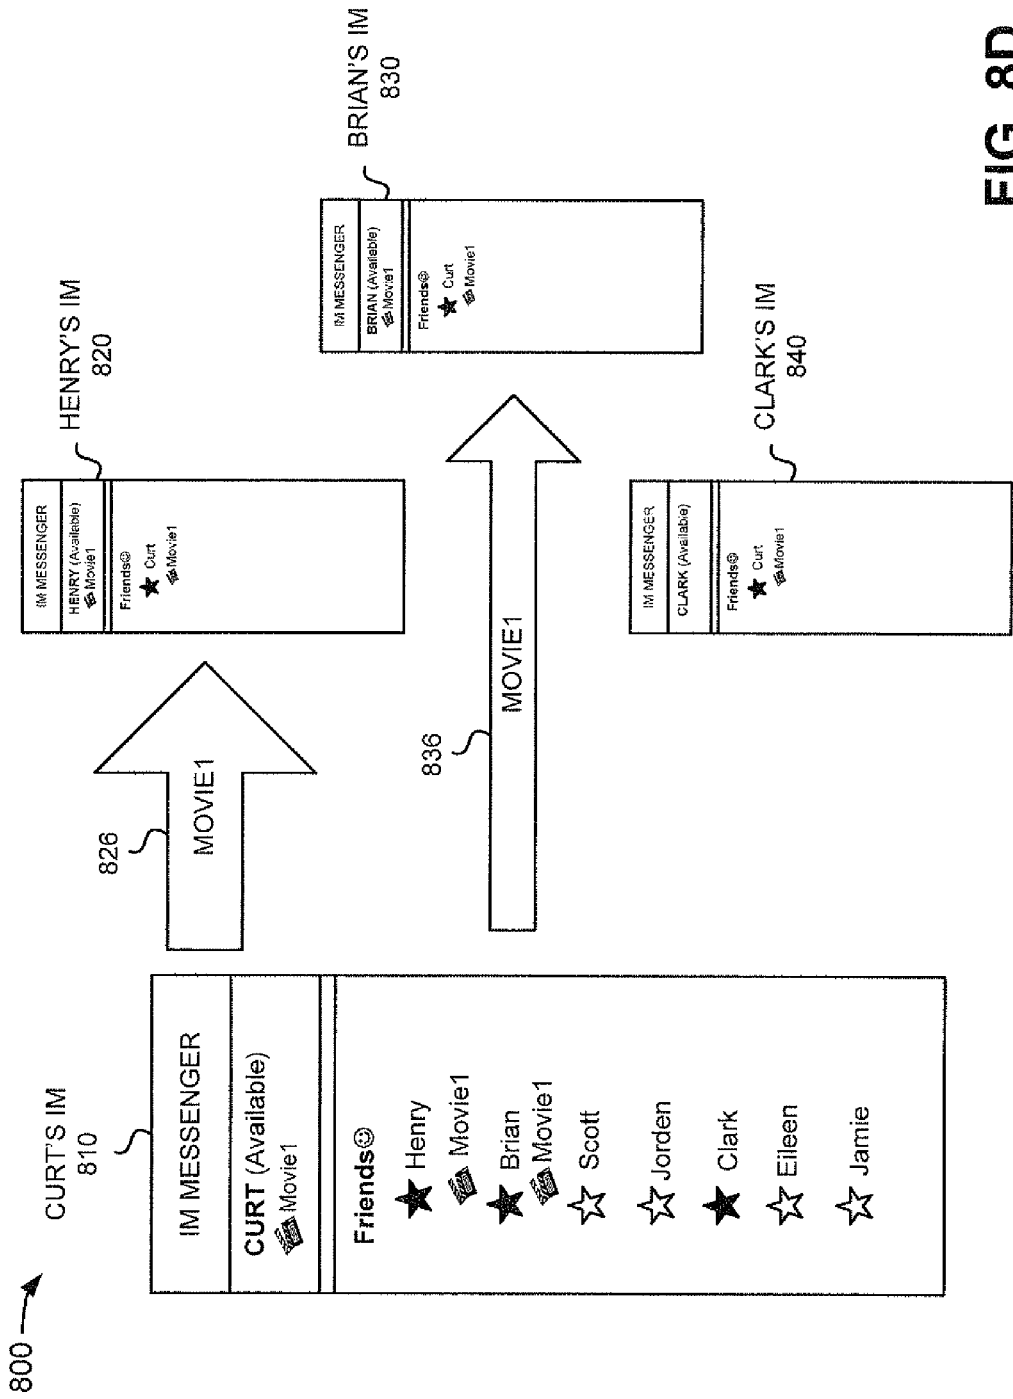 800
CURT'S IM
810
IM MESSENGER
CURT (Available)
Movie1
Friends☺
Henry
Movie1
Brian
Movie1
Scott
Jorden
Clark
Eileen
Jamie
826
MOVIE1
836
MOVIE1
HENRY'S IM
820
IM MESSENGER
HENRY (Available)
Movie1
Friends☺
Curt
Movie1
BRIAN'S IM
830
IM MESSENGER
BRIAN (Available)
Movie1
Friends☺
Curt
Movie1
CLARK'S IM
840
IM MESSENGER
CLARK (Available)
Friends☺
Curt
Movie1
FIG. 8D